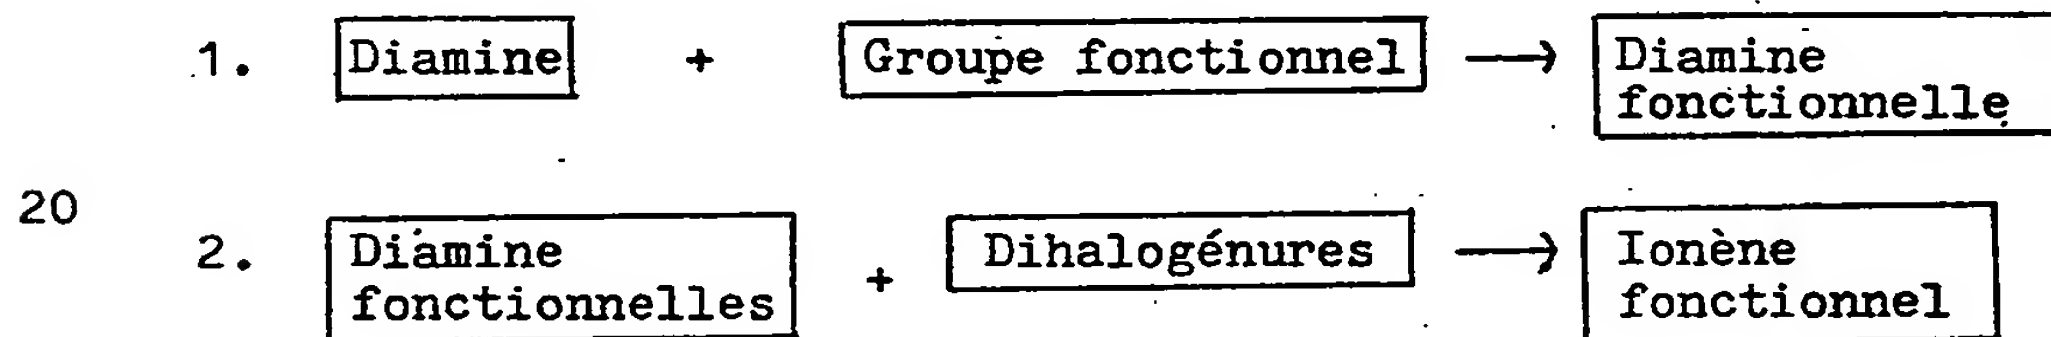 1. Diamine + Groupe fonctionnel → Diamine
fonctionnelle
20
2. Diamine + Dihalogénures → Ionène
fonctionnelles fonctionnel